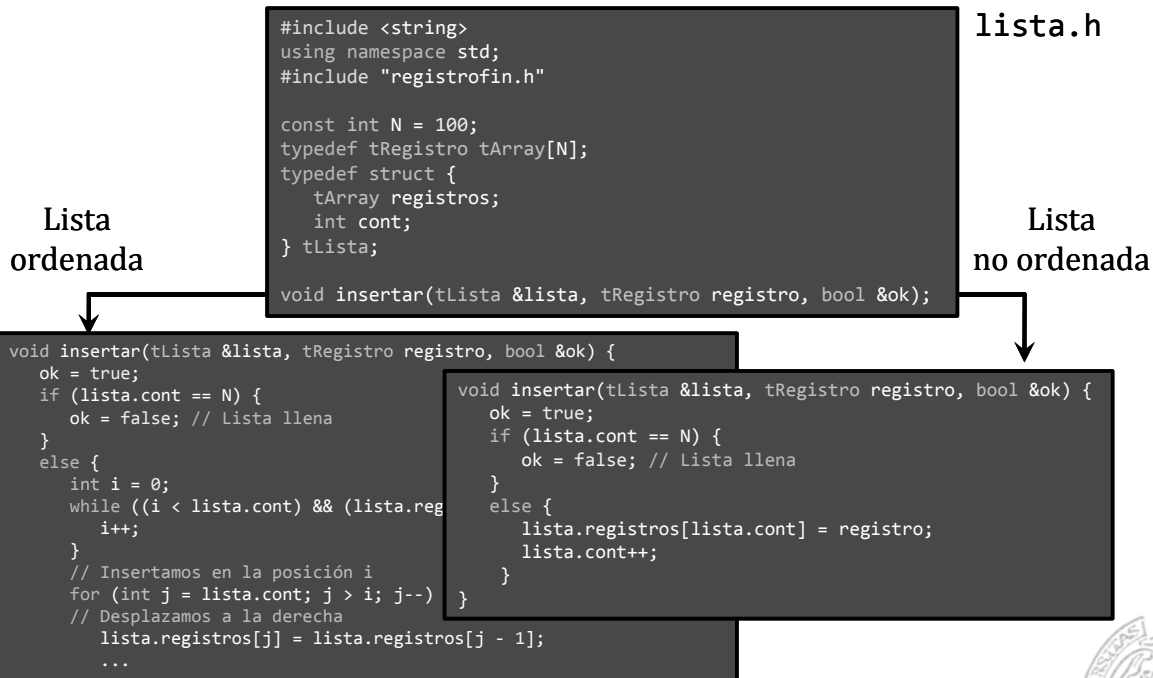 #include <string>
using namespace std;
#include "registrofin.h"

const int N = 100;
typedef tRegistro tArray[N];
typedef struct {
   tArray registros;
   int cont;
} tLista;

void insertar(tLista &lista, tRegistro registro, bool &ok);
lista.h
Lista
ordenada
Lista
no ordenada
void insertar(tLista &lista, tRegistro registro, bool &ok) {
   ok = true;
   if (lista.cont == N) {
      ok = false; // Lista llena
   }
   else {
      int i = 0;
      while ((i < lista.cont) && (lista.reg
         i++;
      }
      // Insertamos en la posición i
      for (int j = lista.cont; j > i; j--)
      // Desplazamos a la derecha
         lista.registros[j] = lista.registros[j - 1];
         ...
void insertar(tLista &lista, tRegistro registro, bool &ok) {
   ok = true;
   if (lista.cont == N) {
      ok = false; // Lista llena
   }
   else {
      lista.registros[lista.cont] = registro;
      lista.cont++;
    }
}